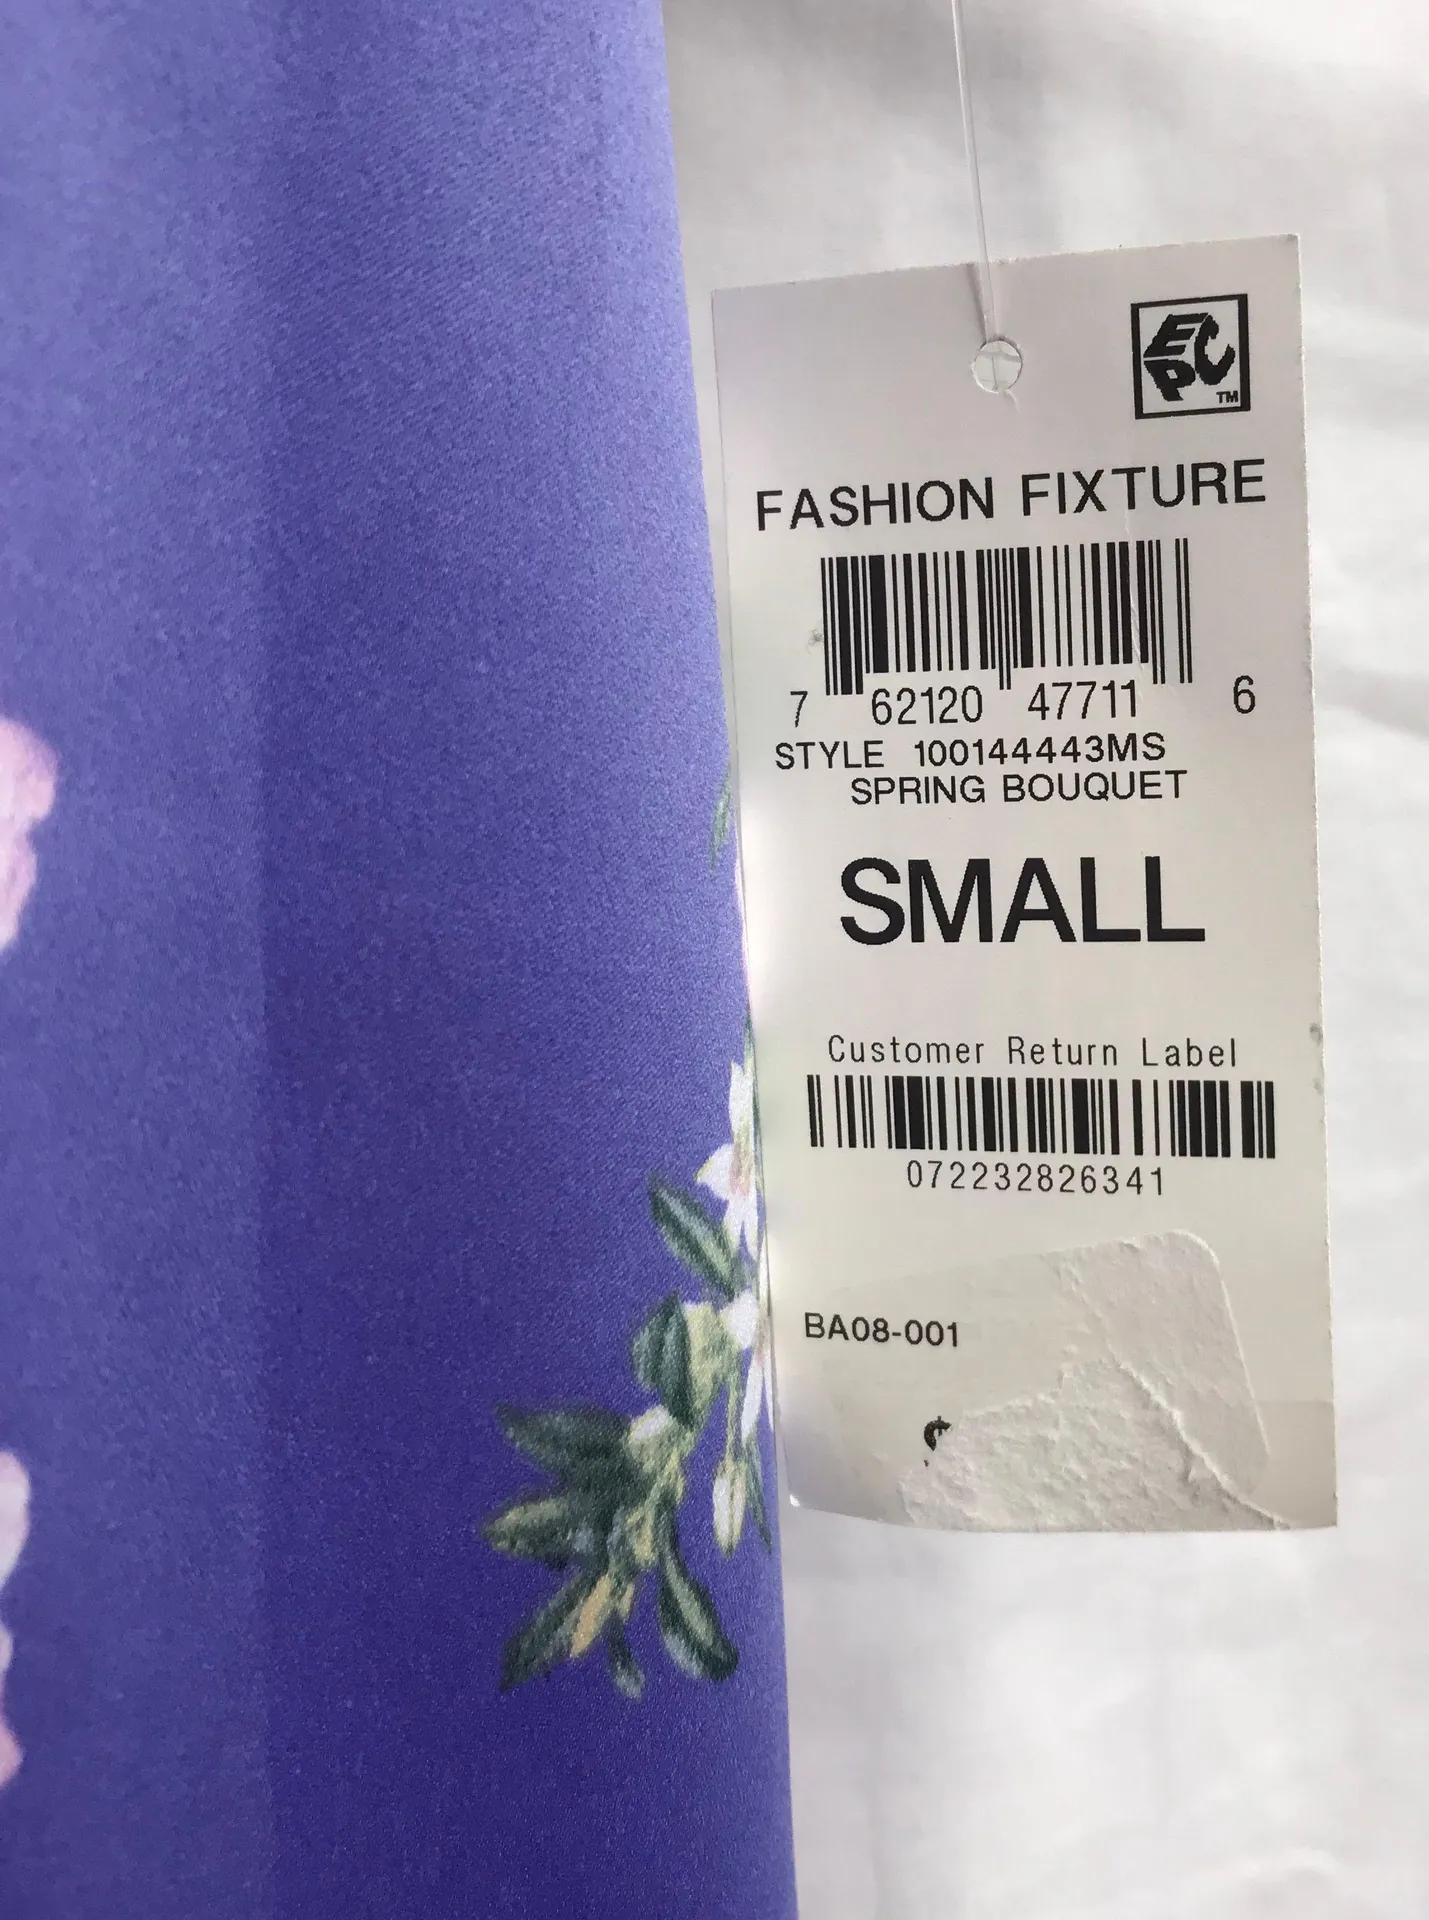 EPC
TM
FASHION FIXTURE
7 62120 47711 6
STYLE 100144443MS
SPRING BOUQUET
SMALL
Customer Return Label
072232826341
BA08-001